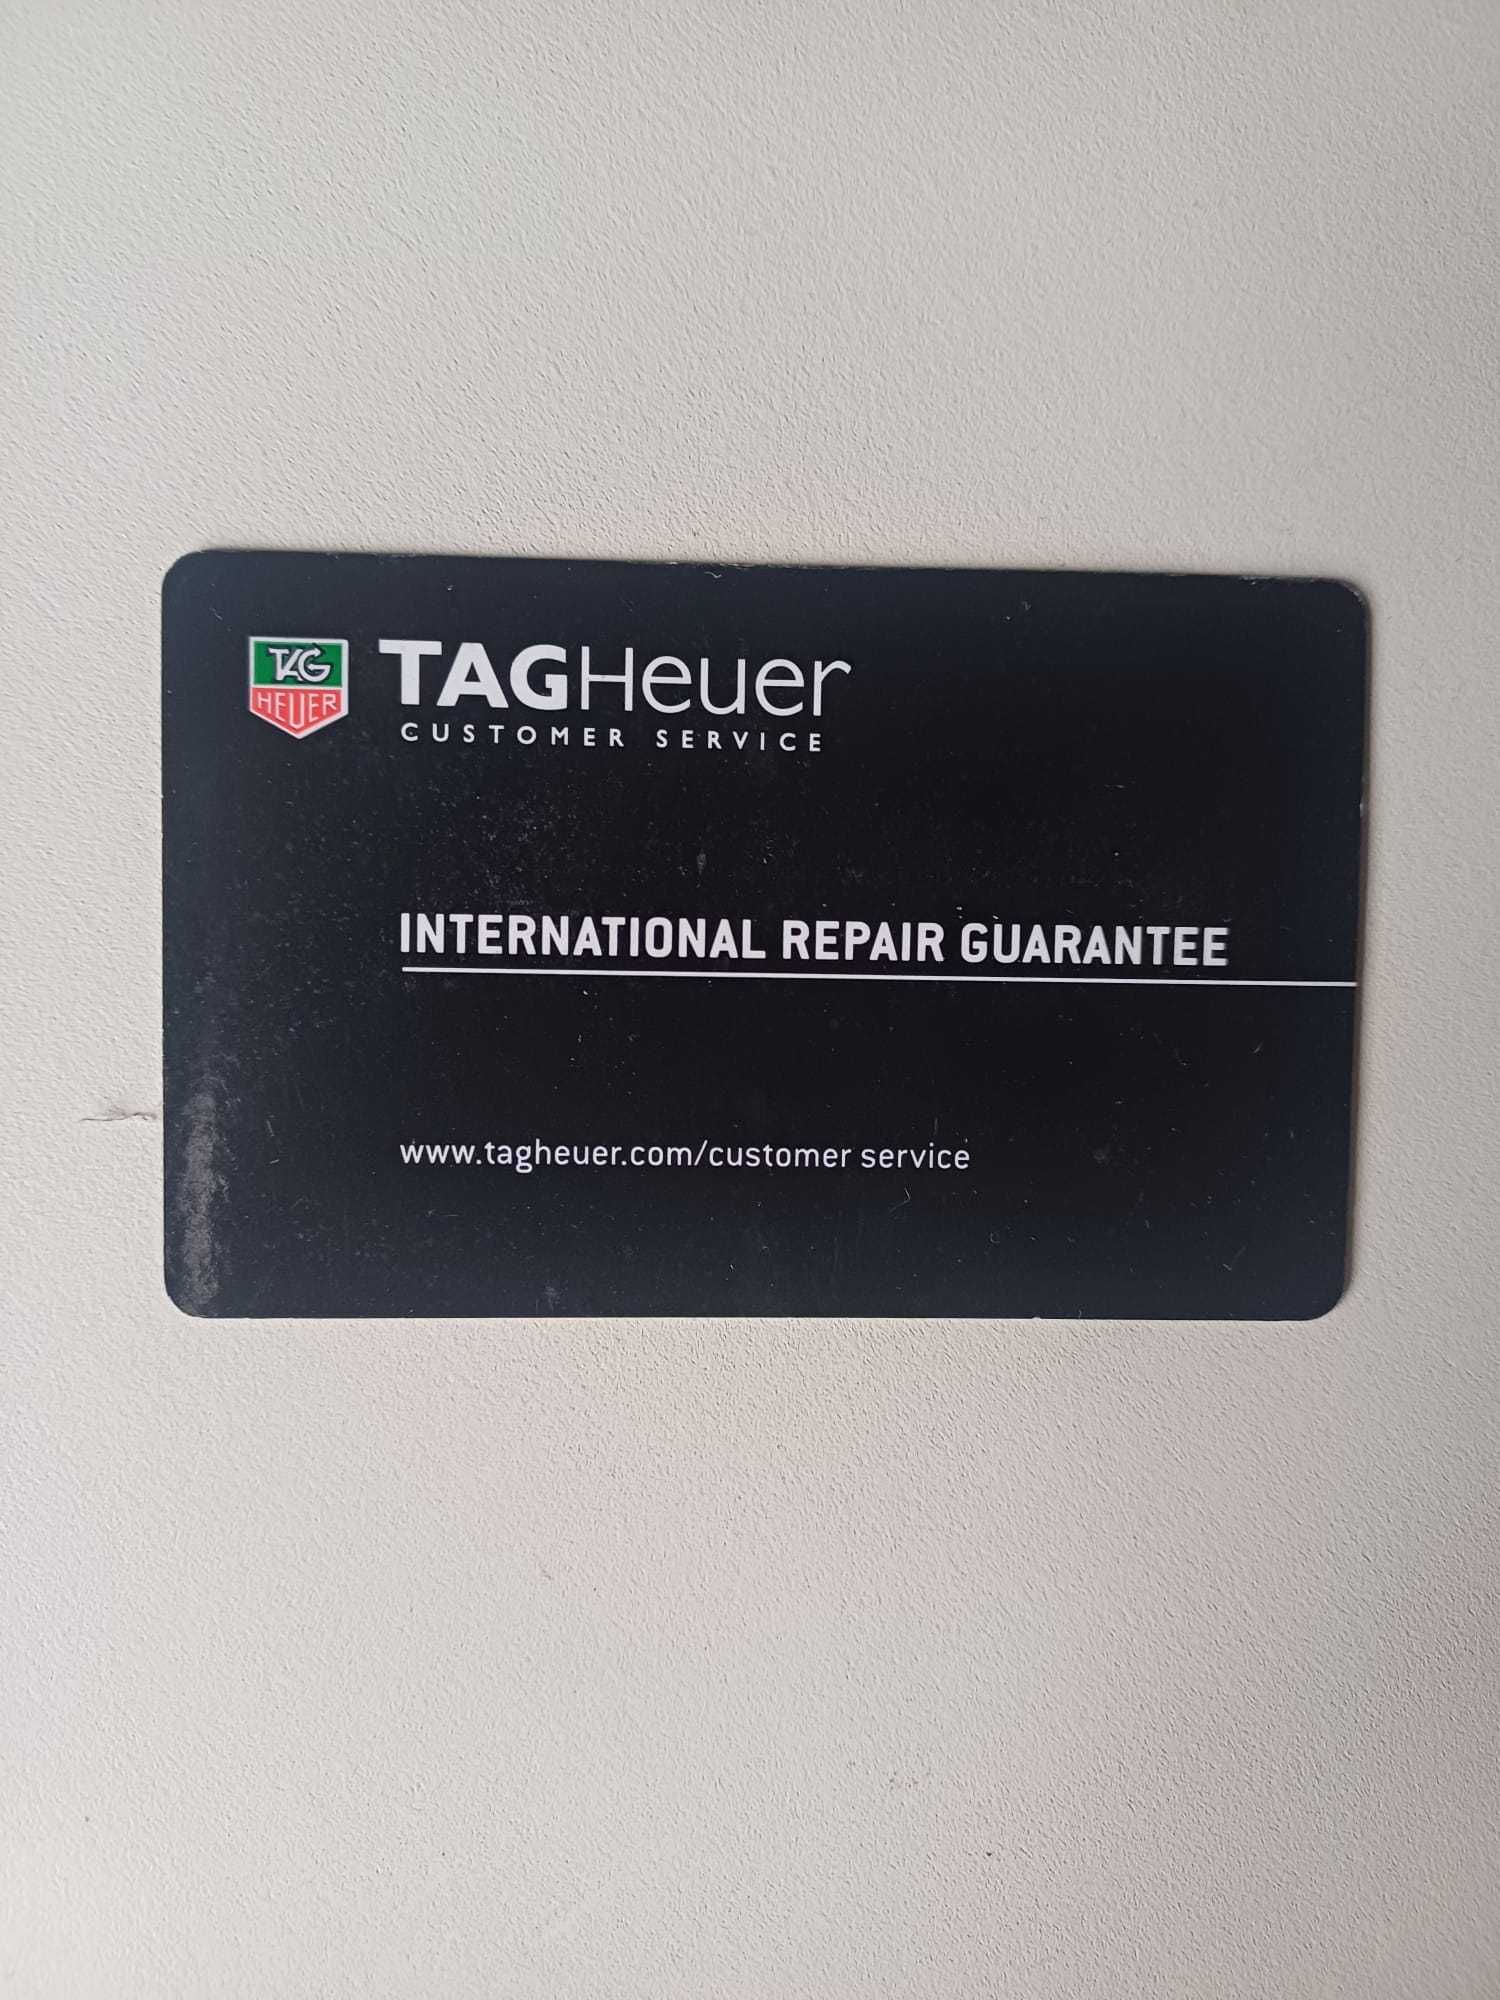 TAG
HEUER
TAGHeuer
CUSTOMER SERVICE
INTERNATIONAL REPAIR GUARANTEE
www.tagheuer.com/customer service